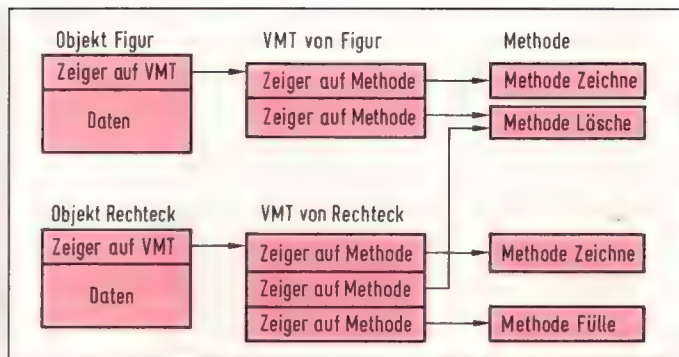 Objekt Figur
VMT von Figur
Methode
Zeiger auf VMT
Zeiger auf Methode
Methode Zeichne
Daten
Zeiger auf Methode
Methode Lösche
Objekt Rechteck
VMT von Rechteck
Zeiger auf VMT
Zeiger auf Methode
Methode Zeichne
Daten
Zeiger auf Methode
Zeiger auf Methode
Methode Fülle